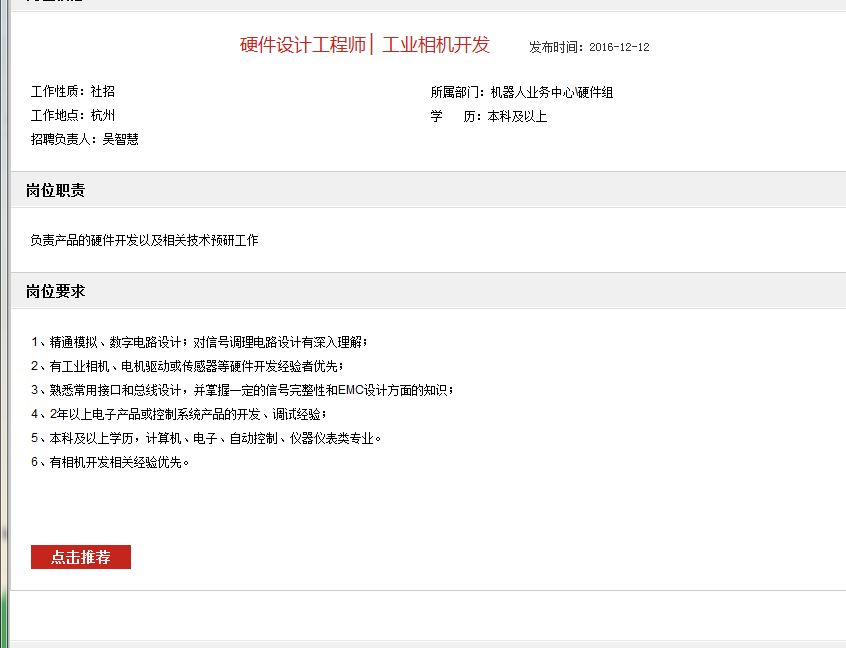 硬件设计工程师| 工业相机开发 发布时间：2016-12-12
工作性质：社招 所属部门：机器人业务中心\硬件组
工作地点：杭州 学 历：本科及以上
招聘负责人：吴智慧
岗位职责
负责产品的硬件开发以及相关技术预研工作
岗位要求
1、精通模拟、数字电路设计；对信号调理电路设计有深入理解；
2、有工业相机、电机驱动或传感器等硬件开发经验者优先；
3、熟悉常用接口和总线设计，并掌握一定的信号完整性和EMC设计方面的知识；
4、2年以上电子产品或控制系统产品的开发、调试经验；
5、本科及以上学历，计算机、电子、自动控制、仪器仪表类专业。
6、有相机开发相关经验优先。
点击推荐